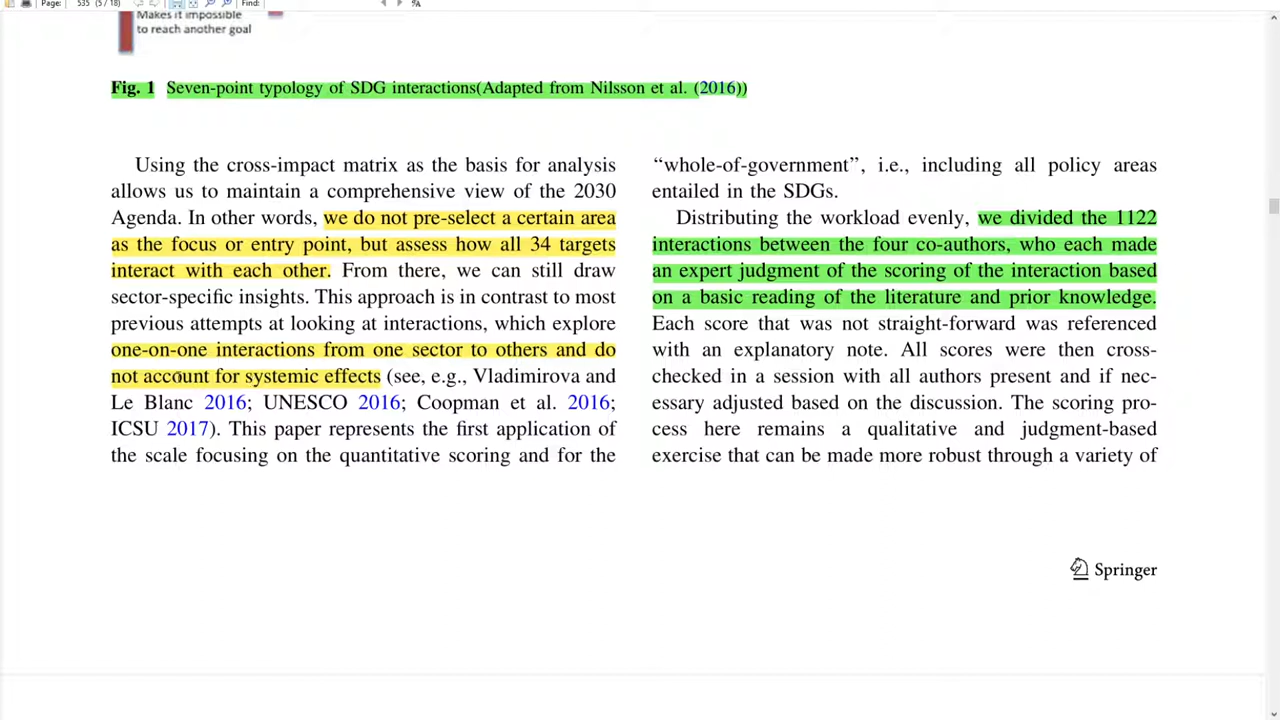 Page: 535 (5 / 18) Find:
Makes it impossible
to reach another goal
Fig. 1 Seven-point typology of SDG interactions(Adapted from Nilsson et al. (2016))
Using the cross-impact matrix as the basis for analysis
allows us to maintain a comprehensive view of the 2030
Agenda. In other words, we do not pre-select a certain area
as the focus or entry point, but assess how all 34 targets
interact with each other. From there, we can still draw
sector-specific insights. This approach is in contrast to most
previous attempts at looking at interactions, which explore
one-on-one interactions from one sector to others and do
not account for systemic effects (see, e.g., Vladimirova and
Le Blanc 2016; UNESCO 2016; Coopman et al. 2016;
ICSU 2017). This paper represents the first application of
the scale focusing on the quantitative scoring and for the
“whole-of-government”, i.e., including all policy areas
entailed in the SDGs.
Distributing the workload evenly, we divided the 1122
interactions between the four co-authors, who each made
an expert judgment of the scoring of the interaction based
on a basic reading of the literature and prior knowledge.
Each score that was not straight-forward was referenced
with an explanatory note. All scores were then cross-
checked in a session with all authors present and if nec-
essary adjusted based on the discussion. The scoring pro-
cess here remains a qualitative and judgment-based
exercise that can be made more robust through a variety of
Springer